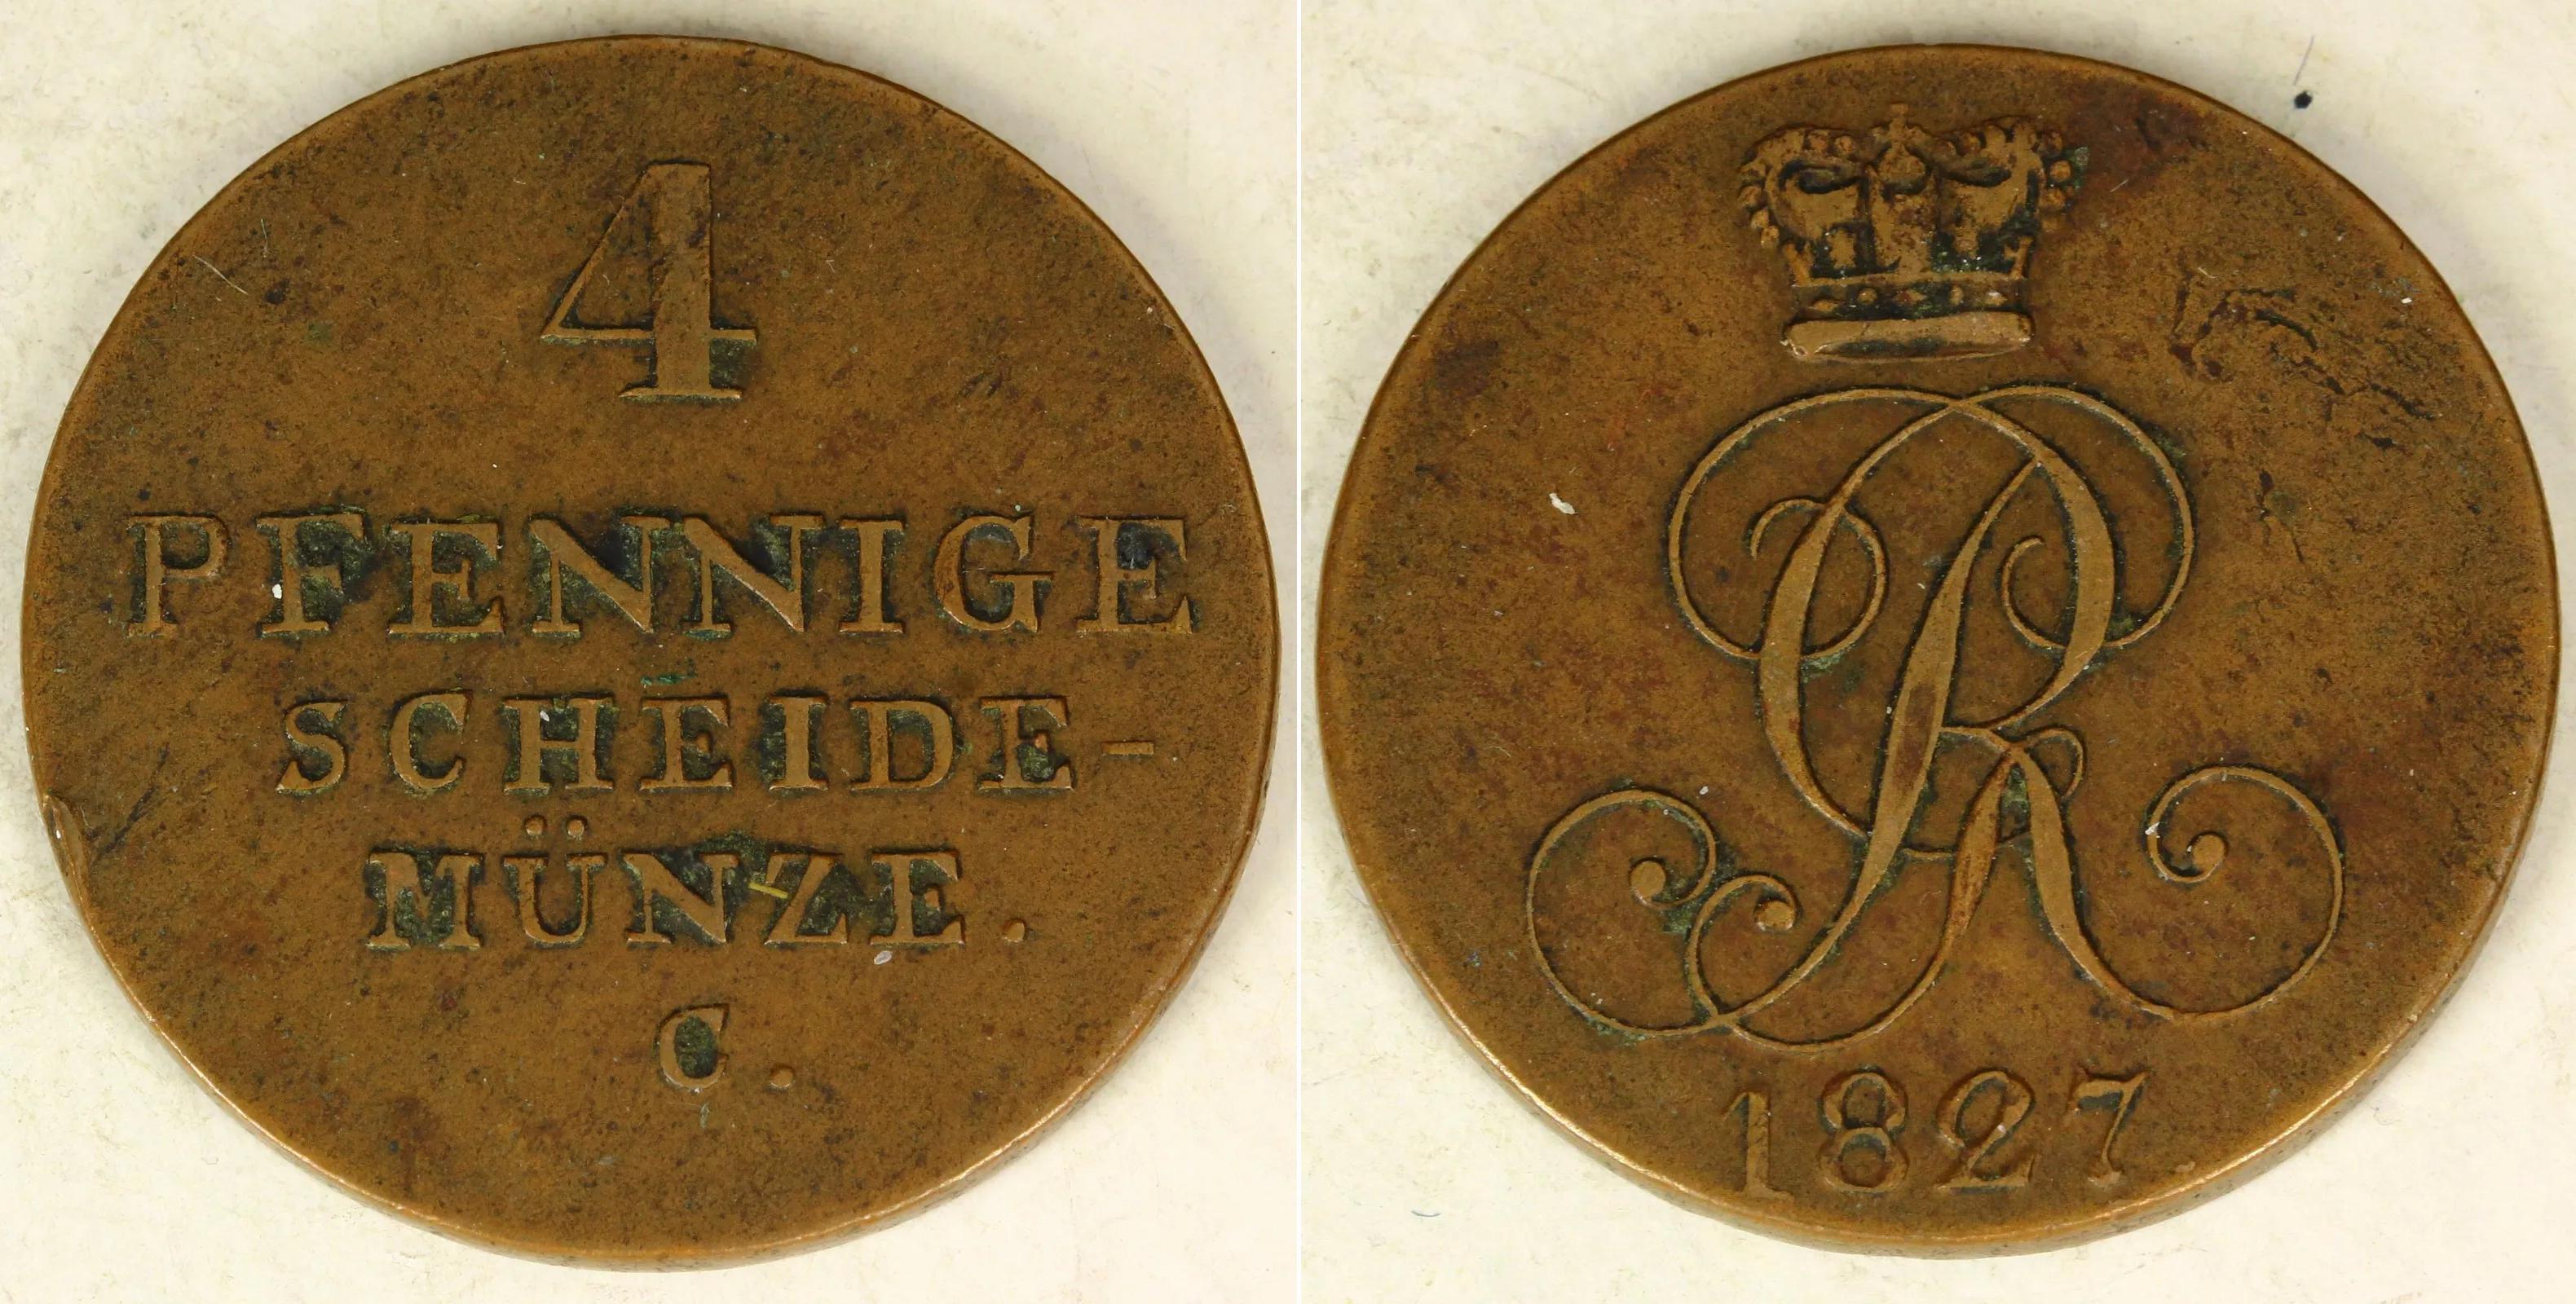 4
PFENNIGE
SCHEIDE-
MÜNZE.
C.
GR
1827